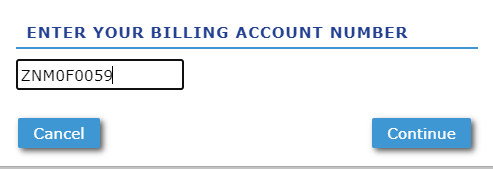 ENTER YOUR BILLING ACCOUNT NUMBER
ZNM0F0059
Cancel
Continue